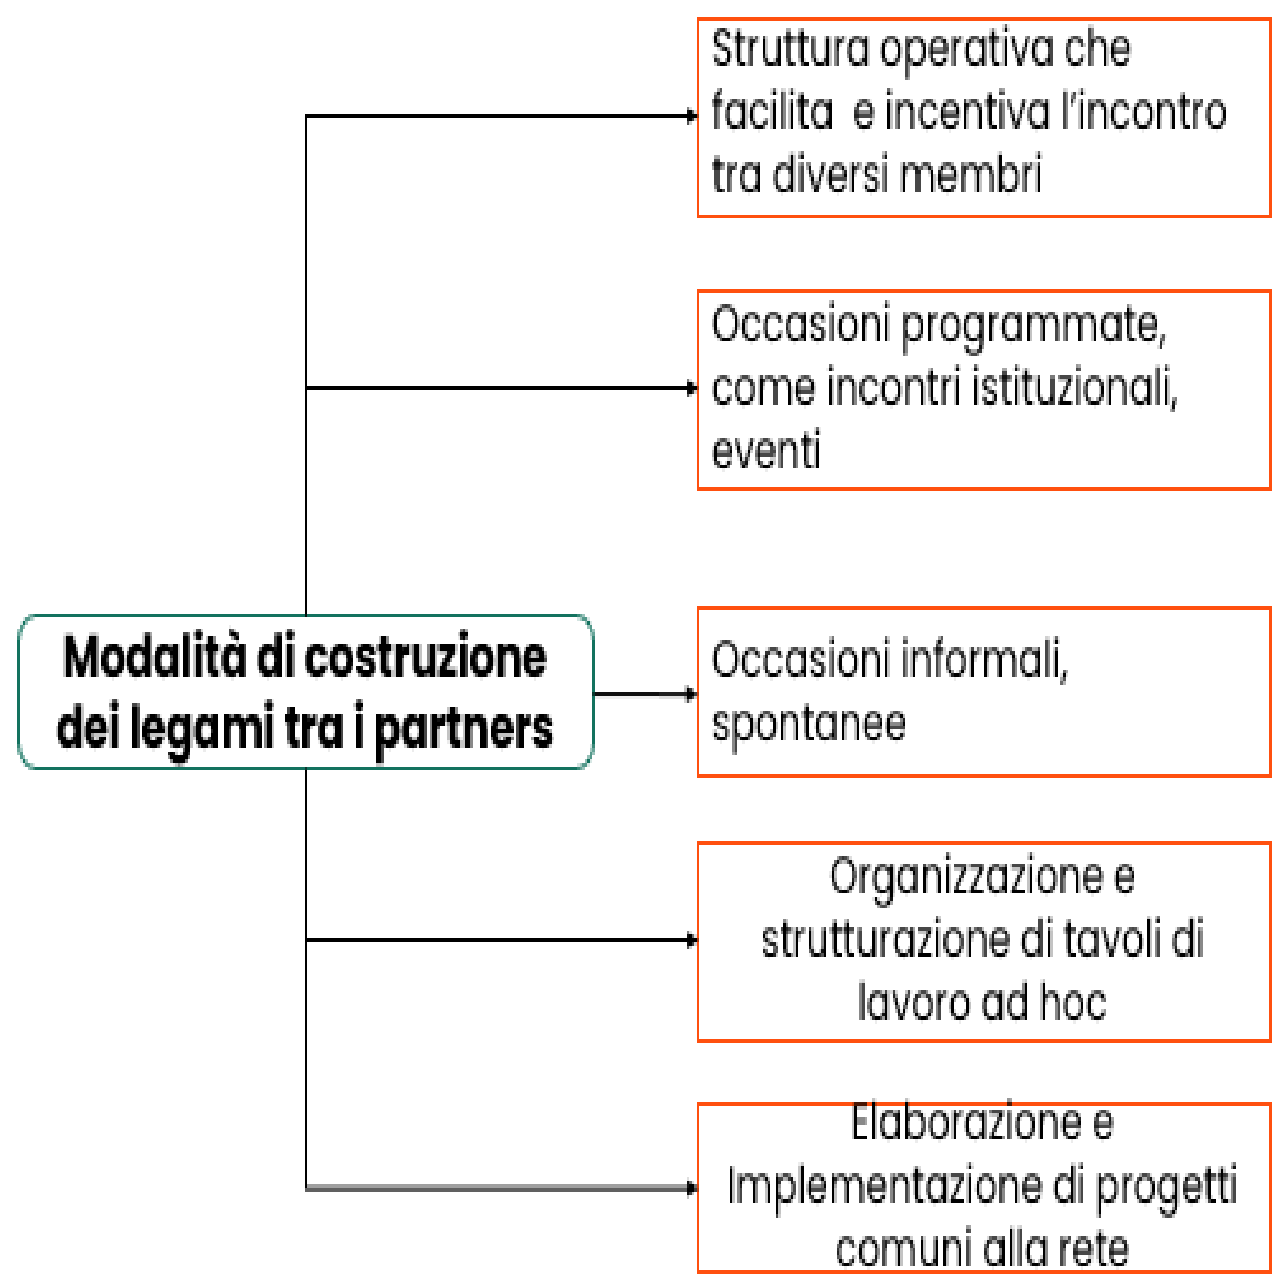 Struttura operativa che
facilita  e incentiva l’incontro
tra diversi membri
Occasioni programmate,
come incontri istituzionali,
eventi
Modalità di costruzione
dei legami tra i partners
Occasioni informali,
spontanee
Organizzazione e
strutturazione di tavoli di
lavoro ad hoc
Elaborazione e
Implementazione di progetti
comuni alla rete